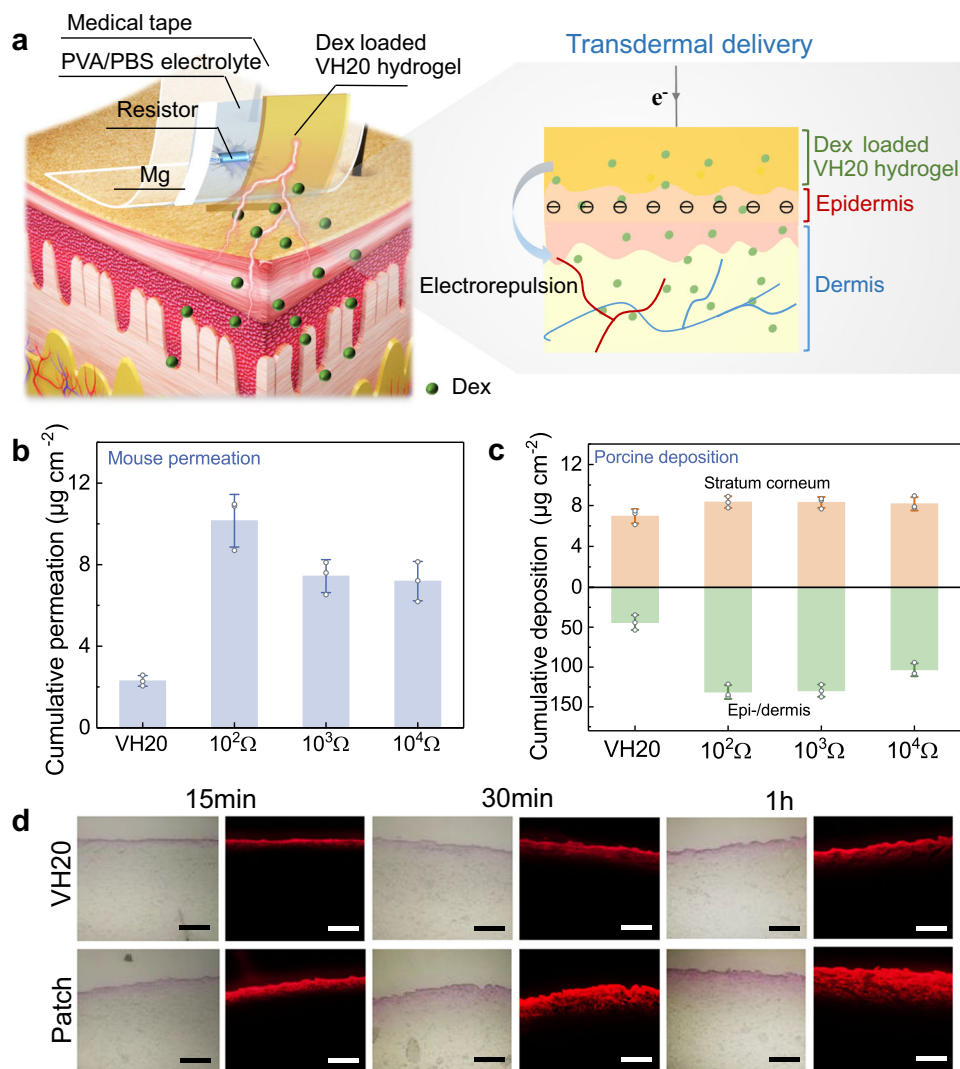 a
Medical tape
PVA/PBS electrolyte
Resistor
Mg
Dex loaded
VH20 hydrogel
Dex
Transdermal delivery
e-
Dex loaded
VH20 hydrogel
Epidermis
Electrorepulsion
Dermis
b
Mouse permeation
Cumulative permeation (µg cm⁻²)
12
8
4
0
VH20
10²Ω
10³Ω
10⁴Ω
c
Porcine deposition
Stratum corneum
Cumulative deposition (µg cm⁻²)
12
8
4
0
50
100
150
Epi-/dermis
VH20
10²Ω
10³Ω
10⁴Ω
d
15min
30min
1h
VH20
Patch